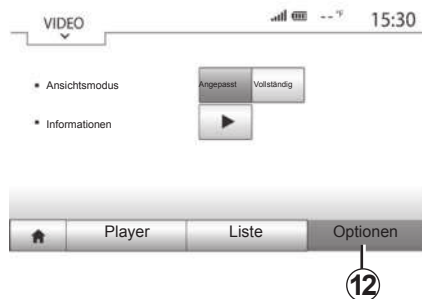 VIDEO
-- °F
15:30
Ansichtsmodus
Angepasst
Vollständig
Informationen
Player
Liste
Optionen
12